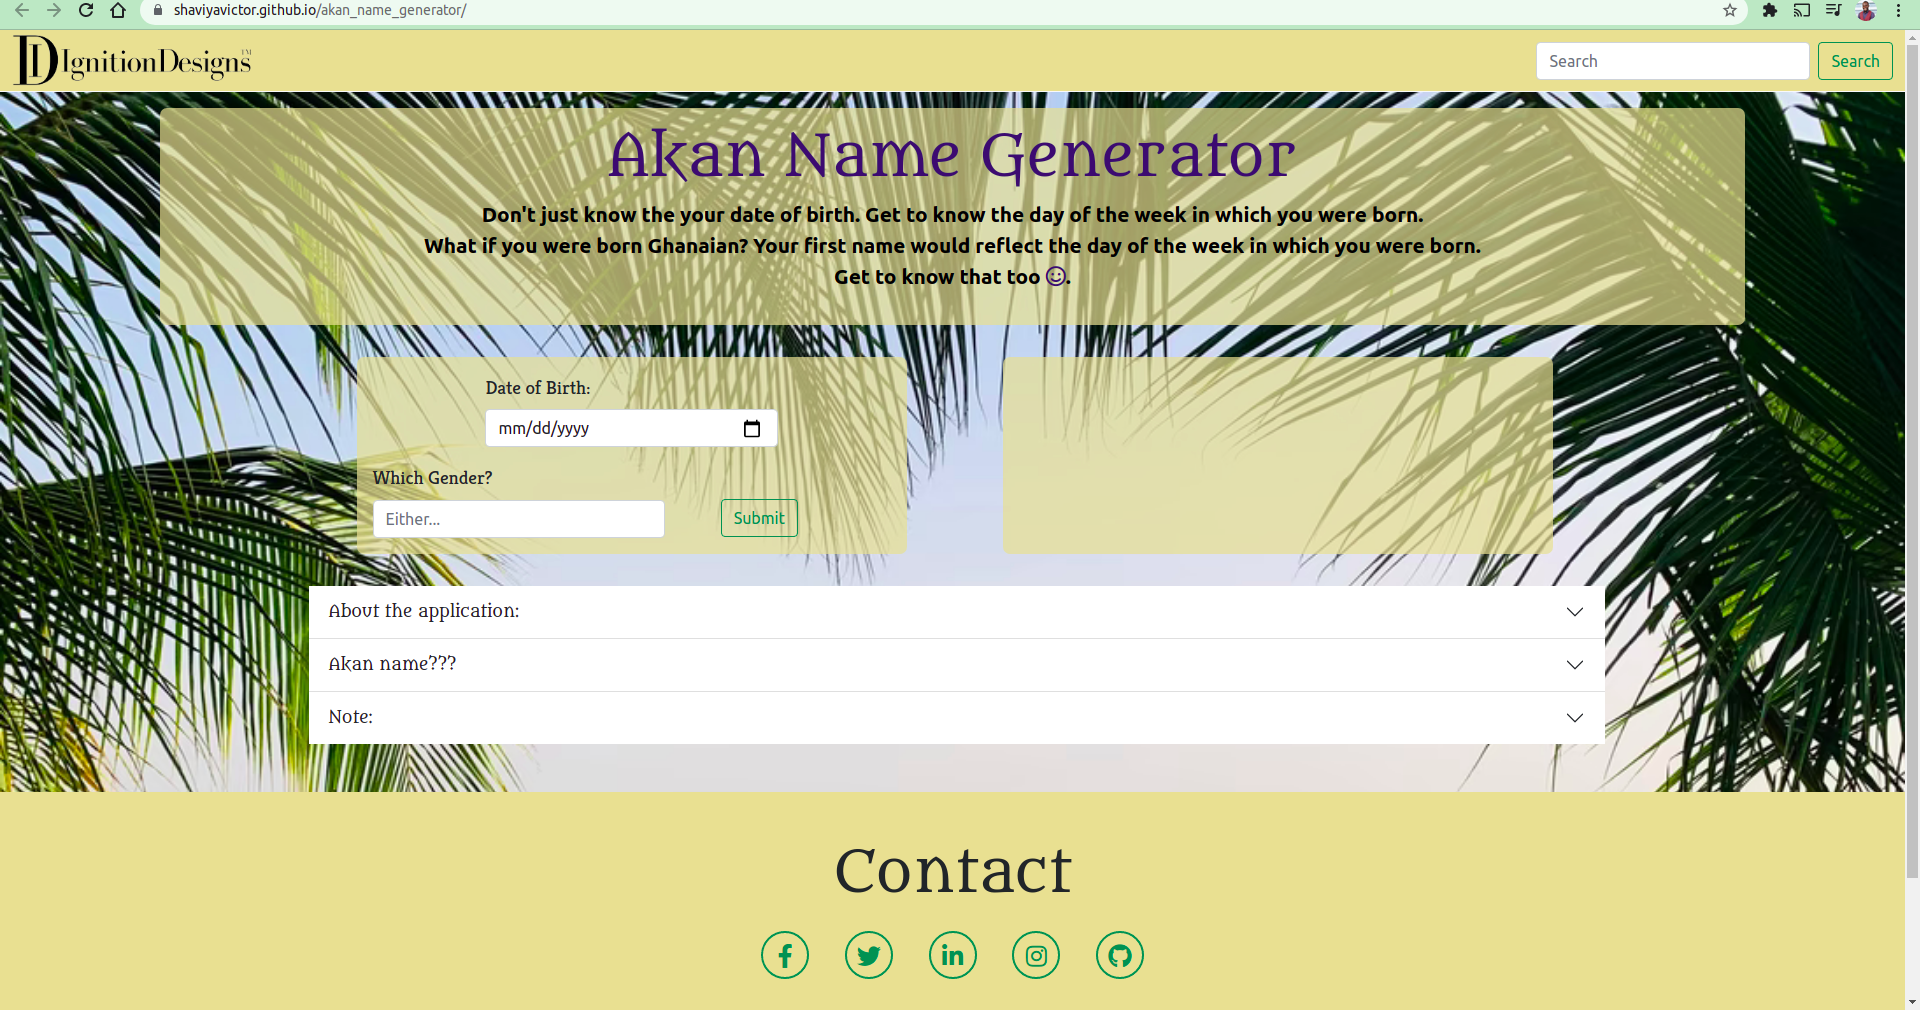 shaviyavictor.github.io/akan_name_generator/
IgnitionDesigns™
Search
Search
Akan Name Generator
Don't just know the your date of birth. Get to know the day of the week in which you were born.
What if you were born Ghanaian? Your first name would reflect the day of the week in which you were born.
Get to know that too ☺.
Date of Birth:
mm/dd/yyyy
Which Gender?
Either...
Submit
About the application:
Akan name???
Note:
Contact